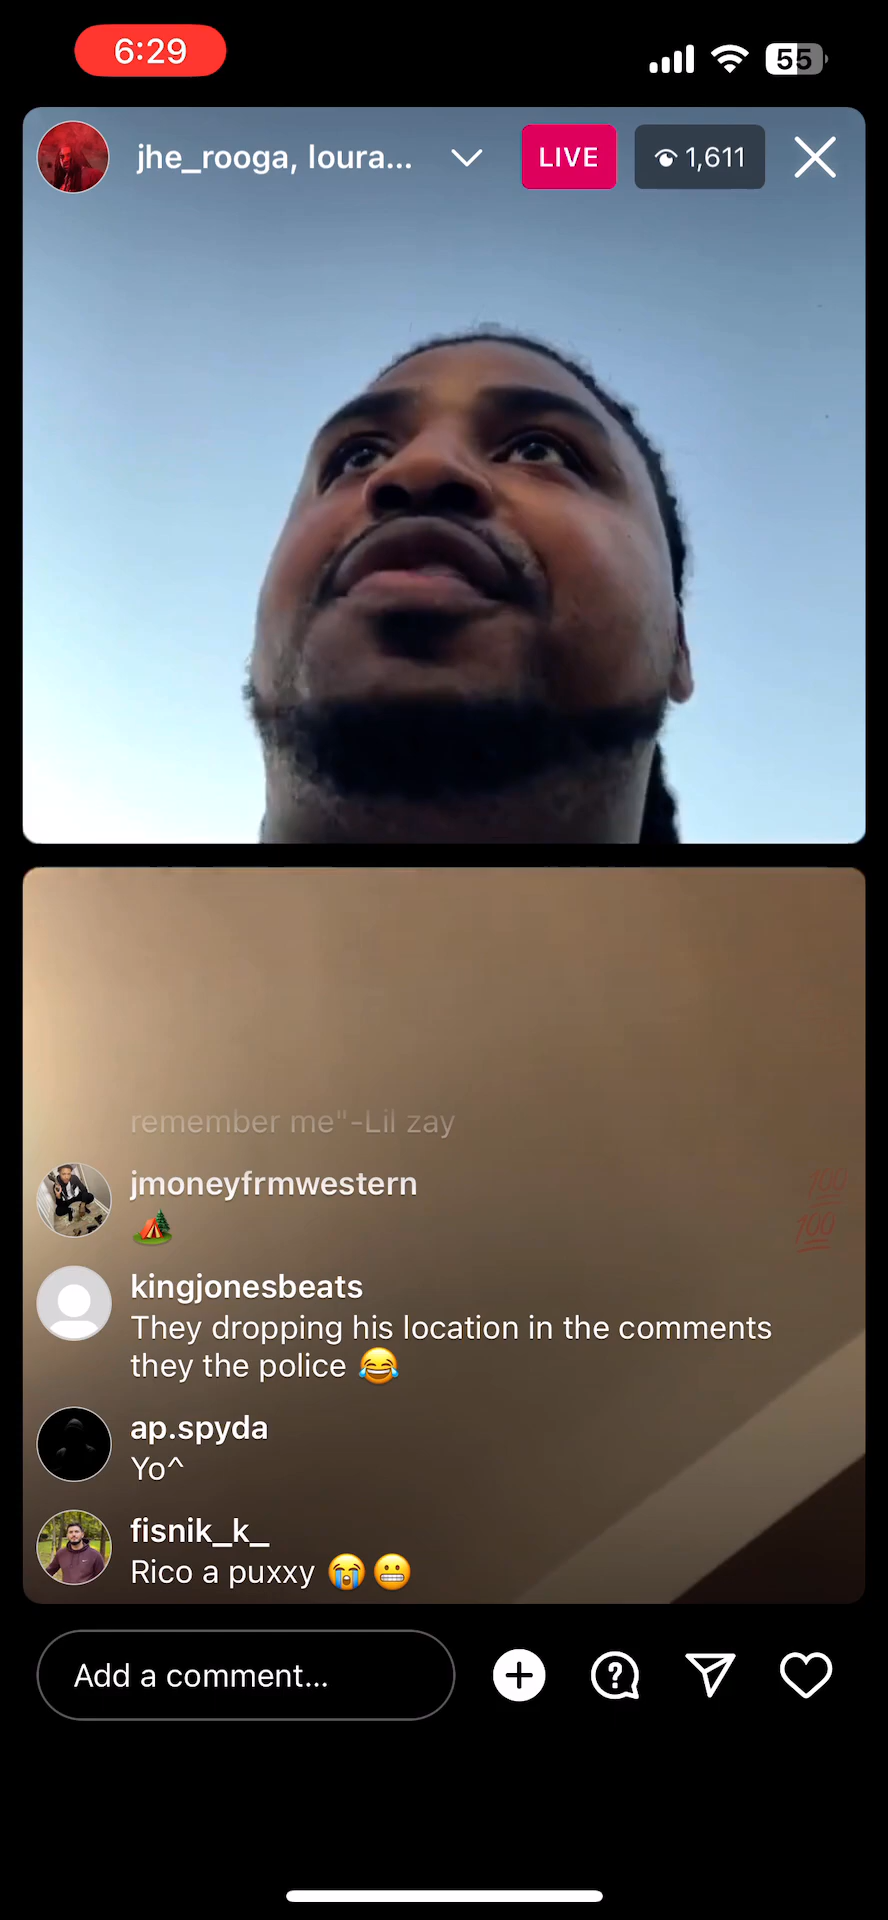 6:29
55
jhe_rooga, loura...
LIVE
1,611
remember me"-Lil zay
jmoneyfrmwestern
🏕️
💯
💯
kingjonesbeats
They dropping his location in the comments
they the police 😂
ap.spyda
Yo^
fisnik_k_
Rico a puxxy 😭😬
Add a comment...